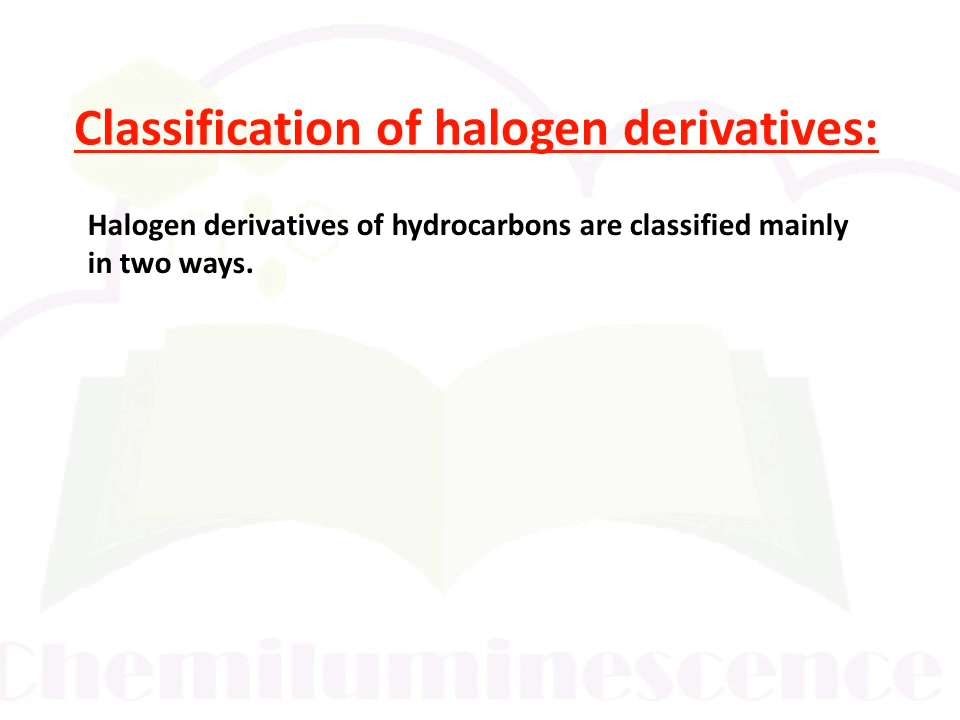 Classification of halogen derivatives:
Halogen derivatives of hydrocarbons are classified mainly
in two ways.
Chemiluminescence